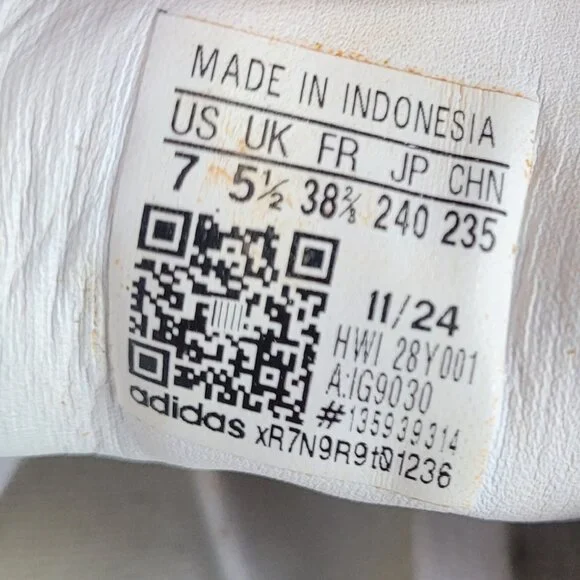 MADE IN INDONESIA
US UK FR JP CHN
7 5½ 38⅔ 240 235
11/24
HWI 28Y001
A:IG9030
#135939314
adidas xR7N9R9tQ1236